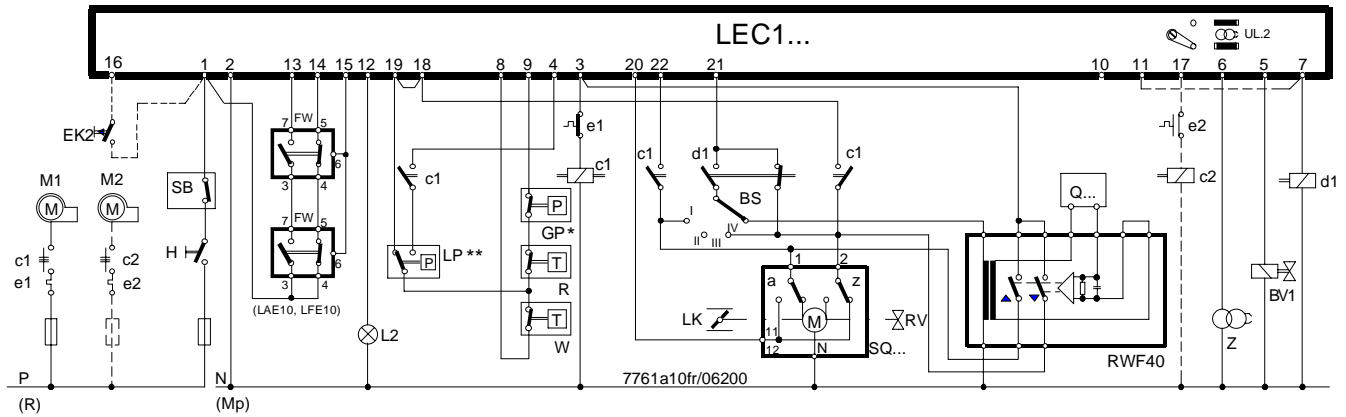 LEC1...
UL.2
16 1 2 13 14 15 12 19 18 8 9 4 3 20 22 21 10 11 17 6 5 7
EK2
7 FW 5
6
3 4
e1
c1
e2
c2
d1
M1 M2
M M
SB
H
c1
e1
c2
e2
7 FW 5
6
3 4
(LAE10, LFE10)
L2
c1
LP **
P
P
GP *
T
R
T
W
c1
d1
c1
BS
I
II
III
IV
1 2
a z
LK
M
11
12
N
SQ...
RV
Q...
RWF40
BV1
Z
7761a10fr/06200
P
(R)
N
(Mp)